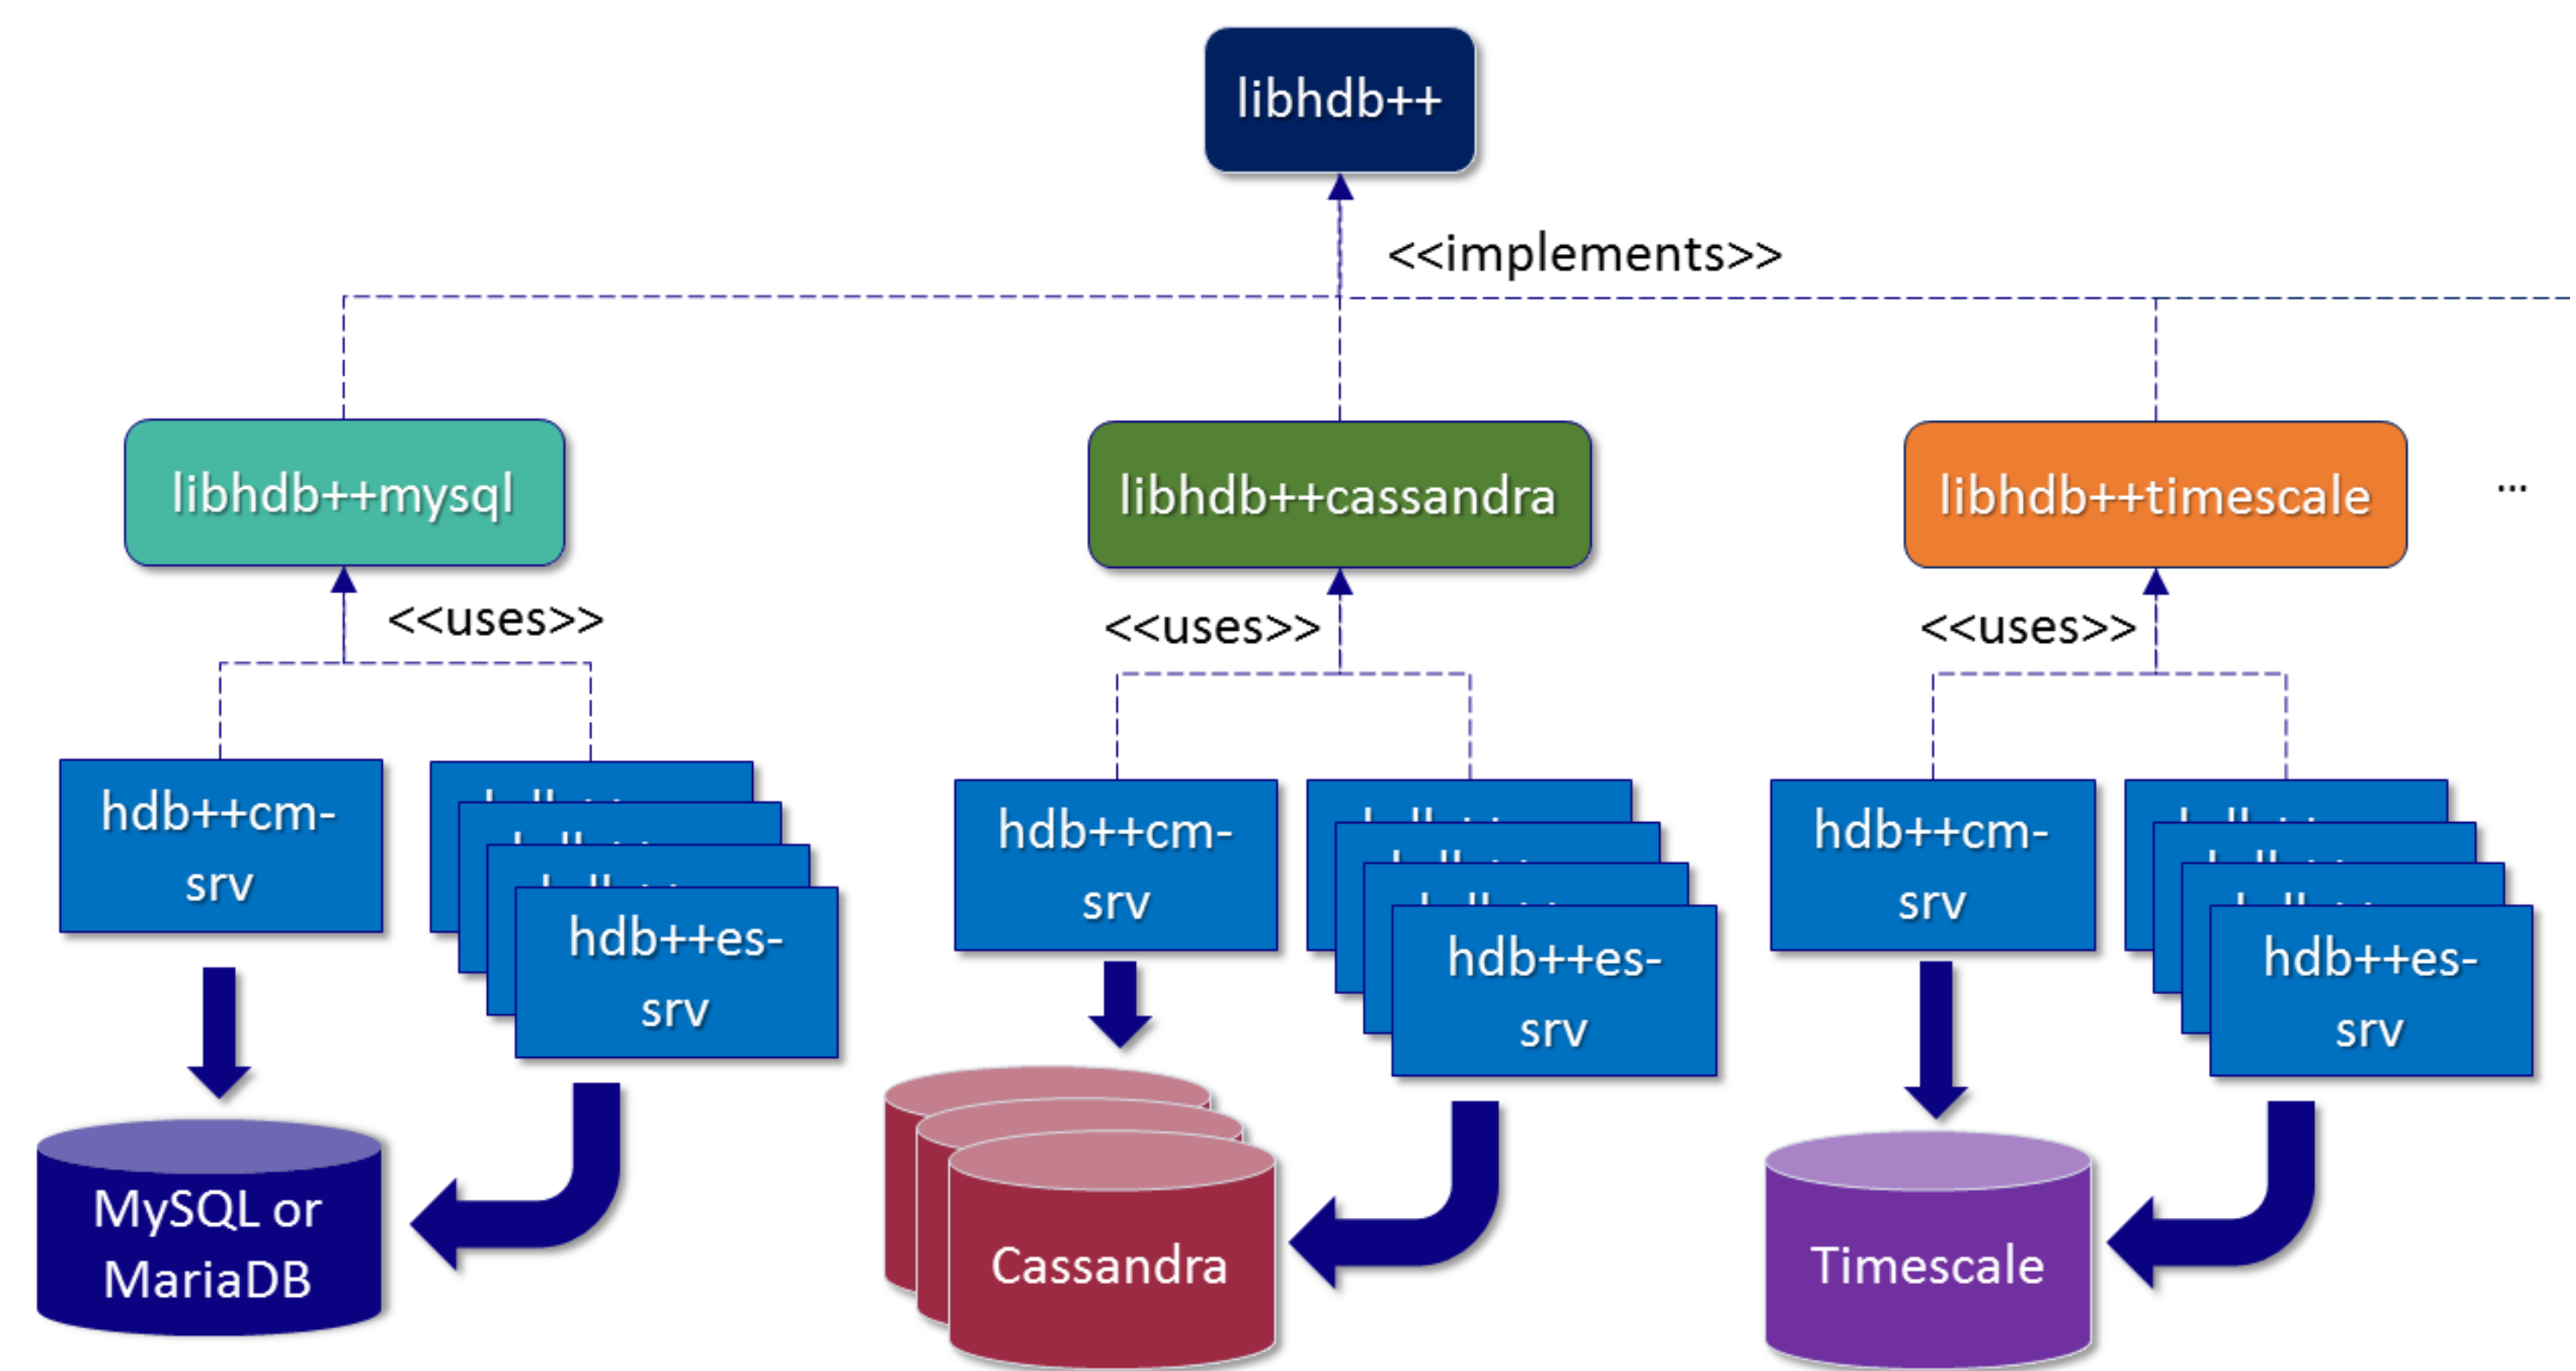 libhdb++
<<implements>>
libhdb++mysql
libhdb++cassandra
libhdb++timescale
...
<<uses>>
<<uses>>
<<uses>>
hdb++cm-
srv
hdb++es-
srv
hdb++cm-
srv
hdb++es-
srv
hdb++cm-
srv
hdb++es-
srv
MySQL or
MariaDB
Cassandra
Timescale